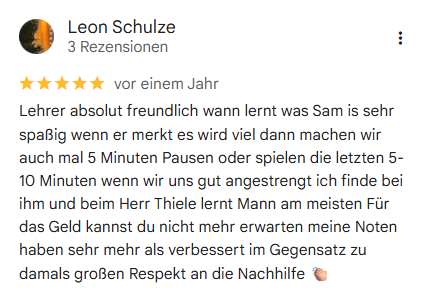 Leon Schulze
3 Rezensionen
vor einem Jahr
Lehrer absolut freundlich wann lernt was Sam is sehr
spaßig wenn er merkt es wird viel dann machen wir
auch mal 5 Minuten Pausen oder spielen die letzten 5-
10 Minuten wenn wir uns gut angestrengt ich finde bei
ihm und beim Herr Thiele lernt Mann am meisten Für
das Geld kannst du nicht mehr erwarten meine Noten
haben sehr mehr als verbessert im Gegensatz zu
damals großen Respekt an die Nachhilfe 👏🏼